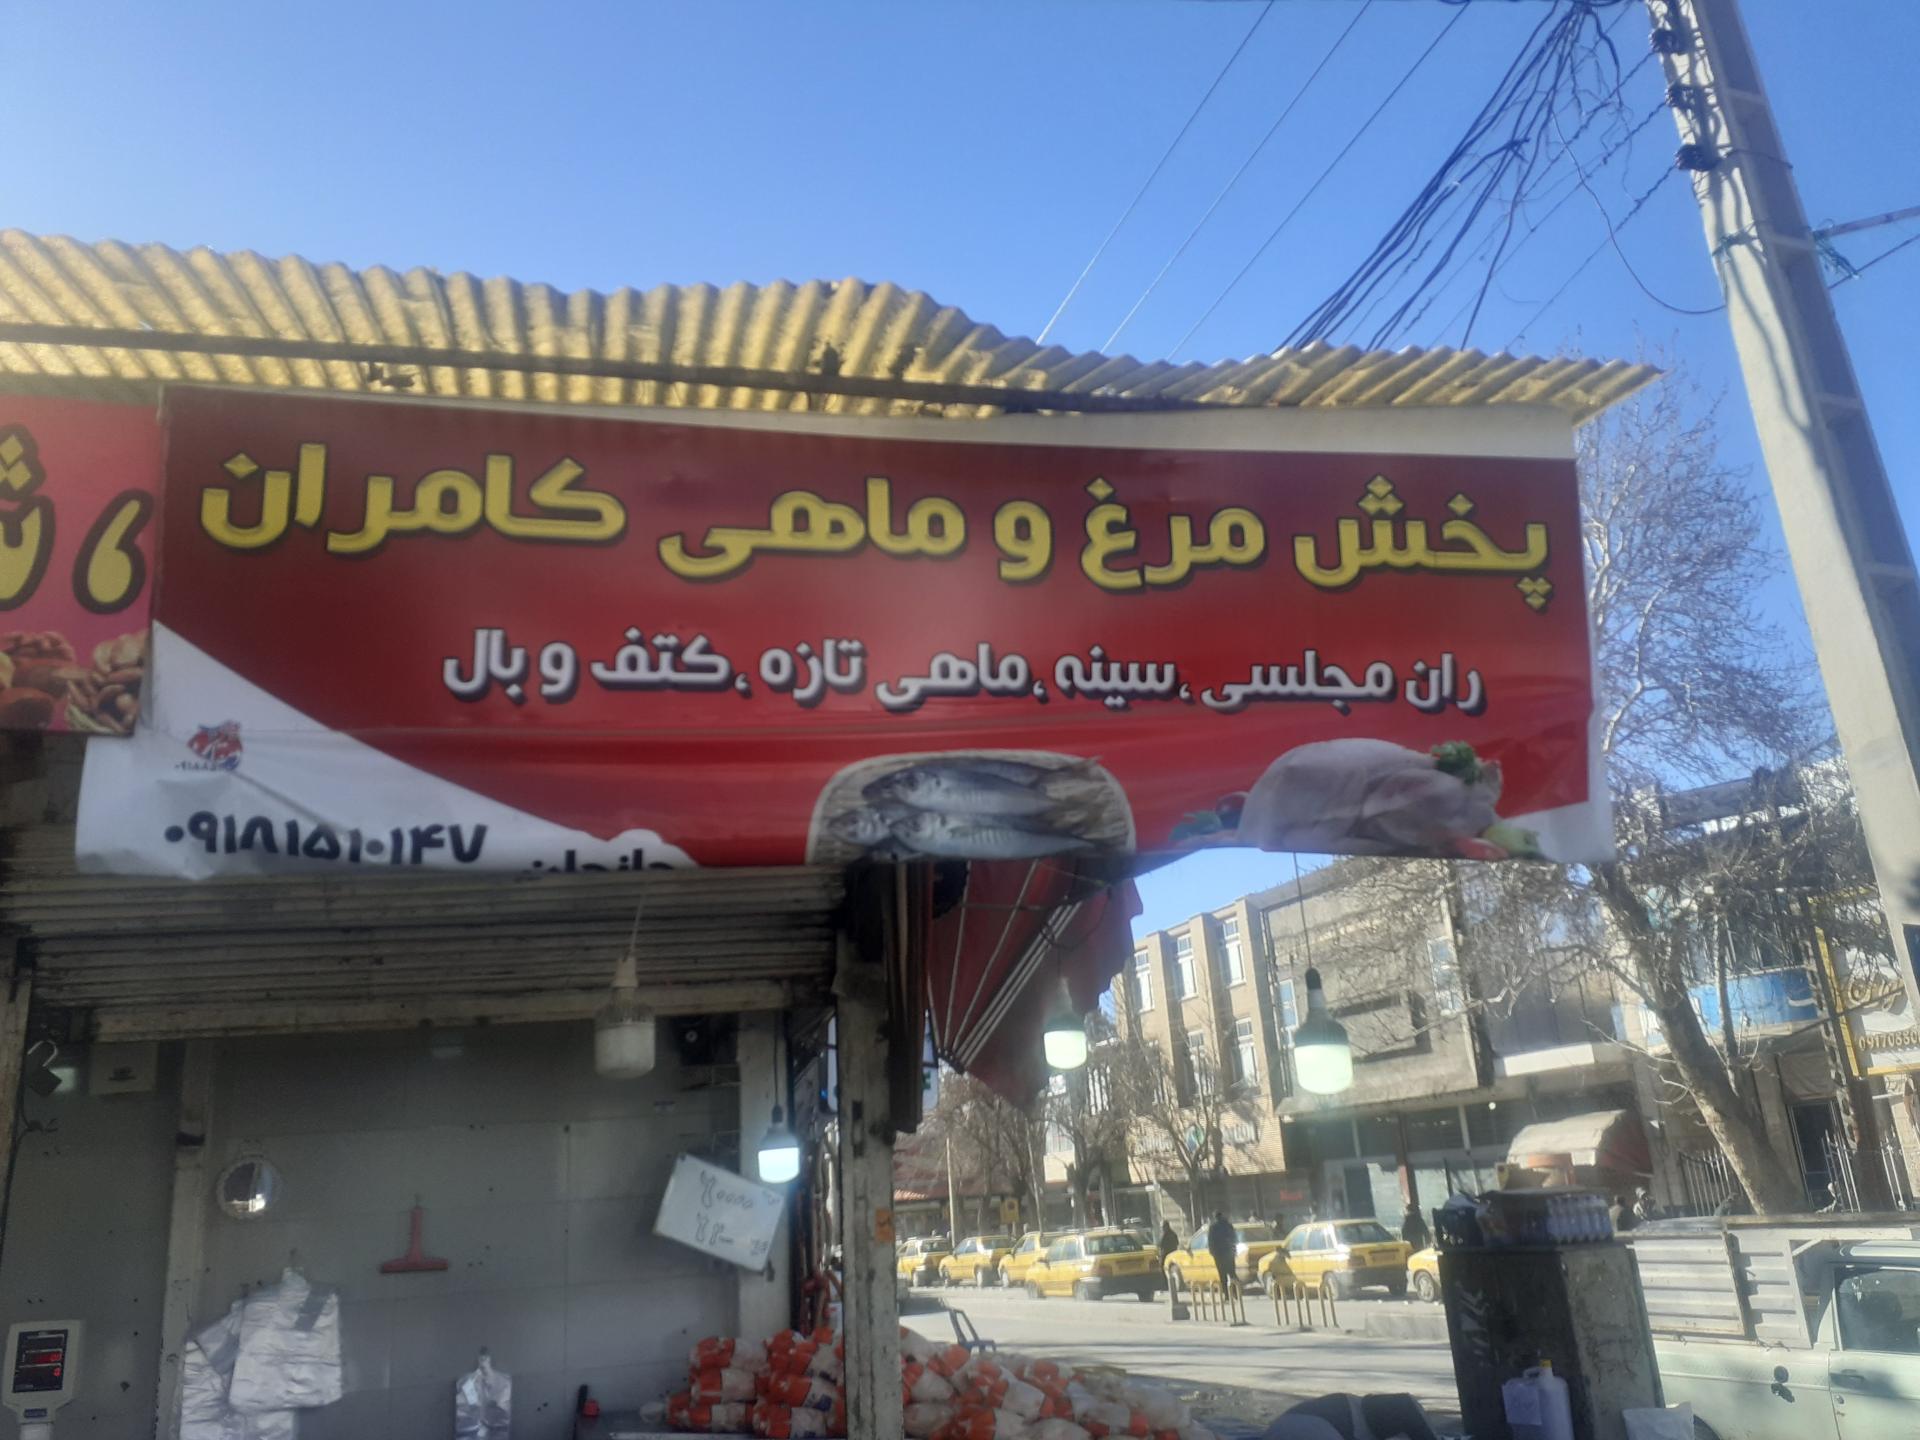 پخش مرغ و ماهی کامران
ران مجلسی ،سینه ،ماهی تازه ،کتف و بال
۰۹۱۸۱۵۱۰۱۴۷